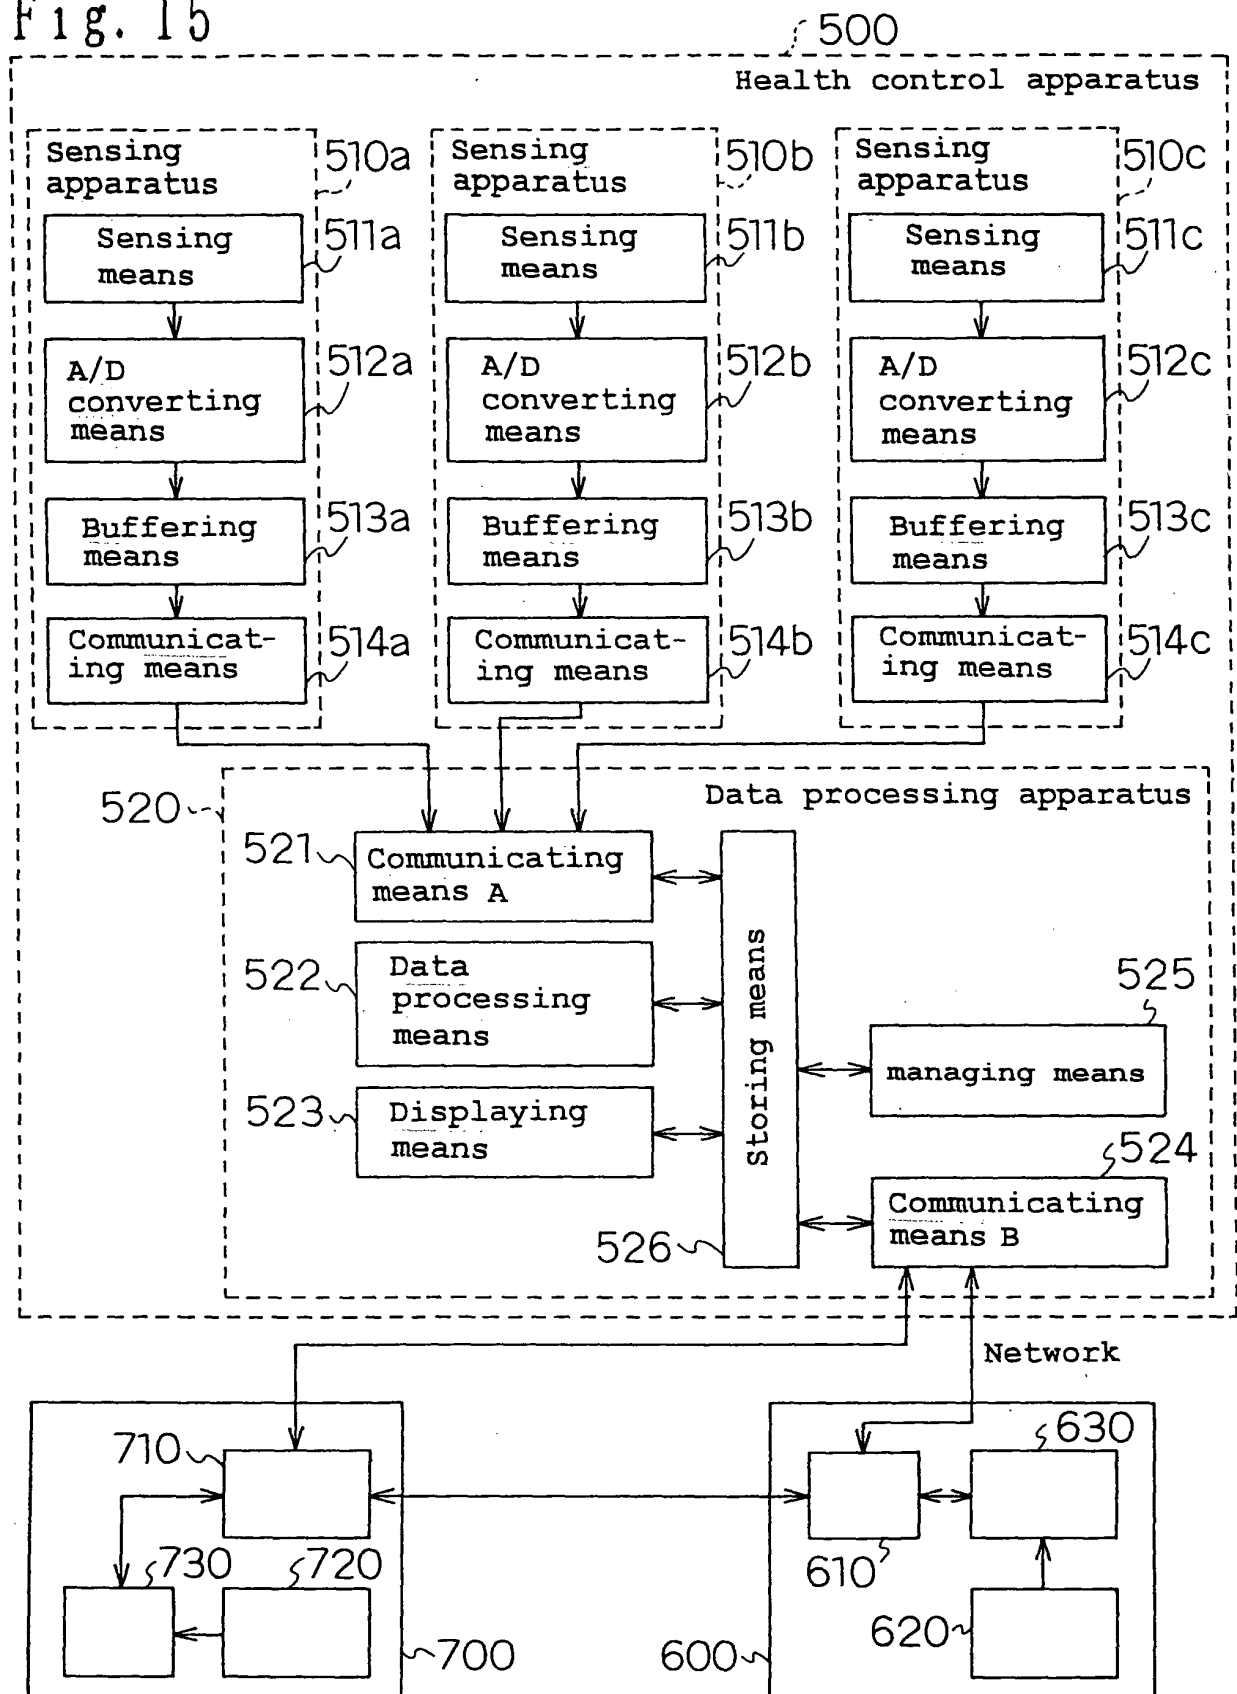 Fig. 15
500
Health control apparatus
Sensing
apparatus
510a
Sensing
means
511a
A/D
converting
means
512a
Buffering
means
513a
Communicat-
ing means
514a
Sensing
apparatus
510b
Sensing
means
511b
A/D
converting
means
512b
Buffering
means
513b
Communicat-
ing means
514b
Sensing
apparatus
510c
Sensing
means
511c
A/D
converting
means
512c
Buffering
means
513c
Communicat-
ing means
514c
520
Data processing apparatus
521
Communicating
means A
522
Data
processing
means
523
Displaying
means
Storing means
526
525
managing means
524
Communicating
means B
Network
710
730
720
700
630
610
620
600